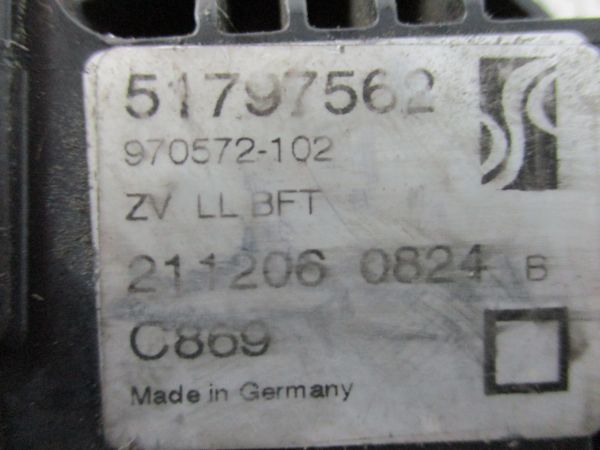 51797562
970572-102
ZV LL BFT
211206 0824 B
C869
Made in Germany